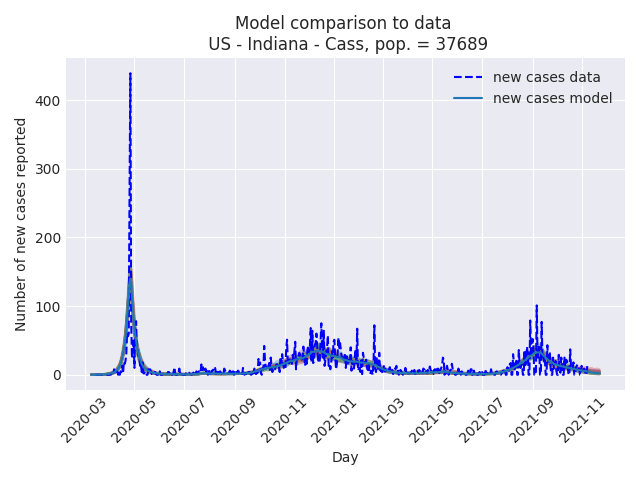 Model comparison to data
US - Indiana - Cass, pop. = 37689
new cases data
new cases model
Number of new cases reported
400
300
200
100
0
2020-03
2020-05
2020-07
2020-09
2020-11
2021-01
2021-03
2021-05
2021-07
2021-09
2021-11
Day